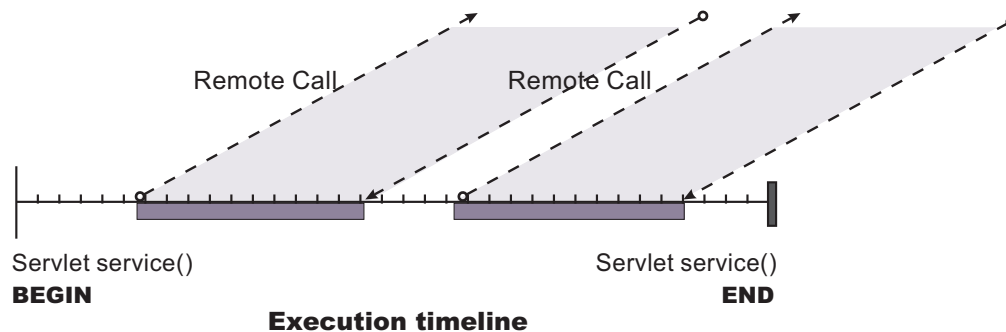 Remote Call
Remote Call
Servlet service()
BEGIN
Servlet service()
END
Execution timeline